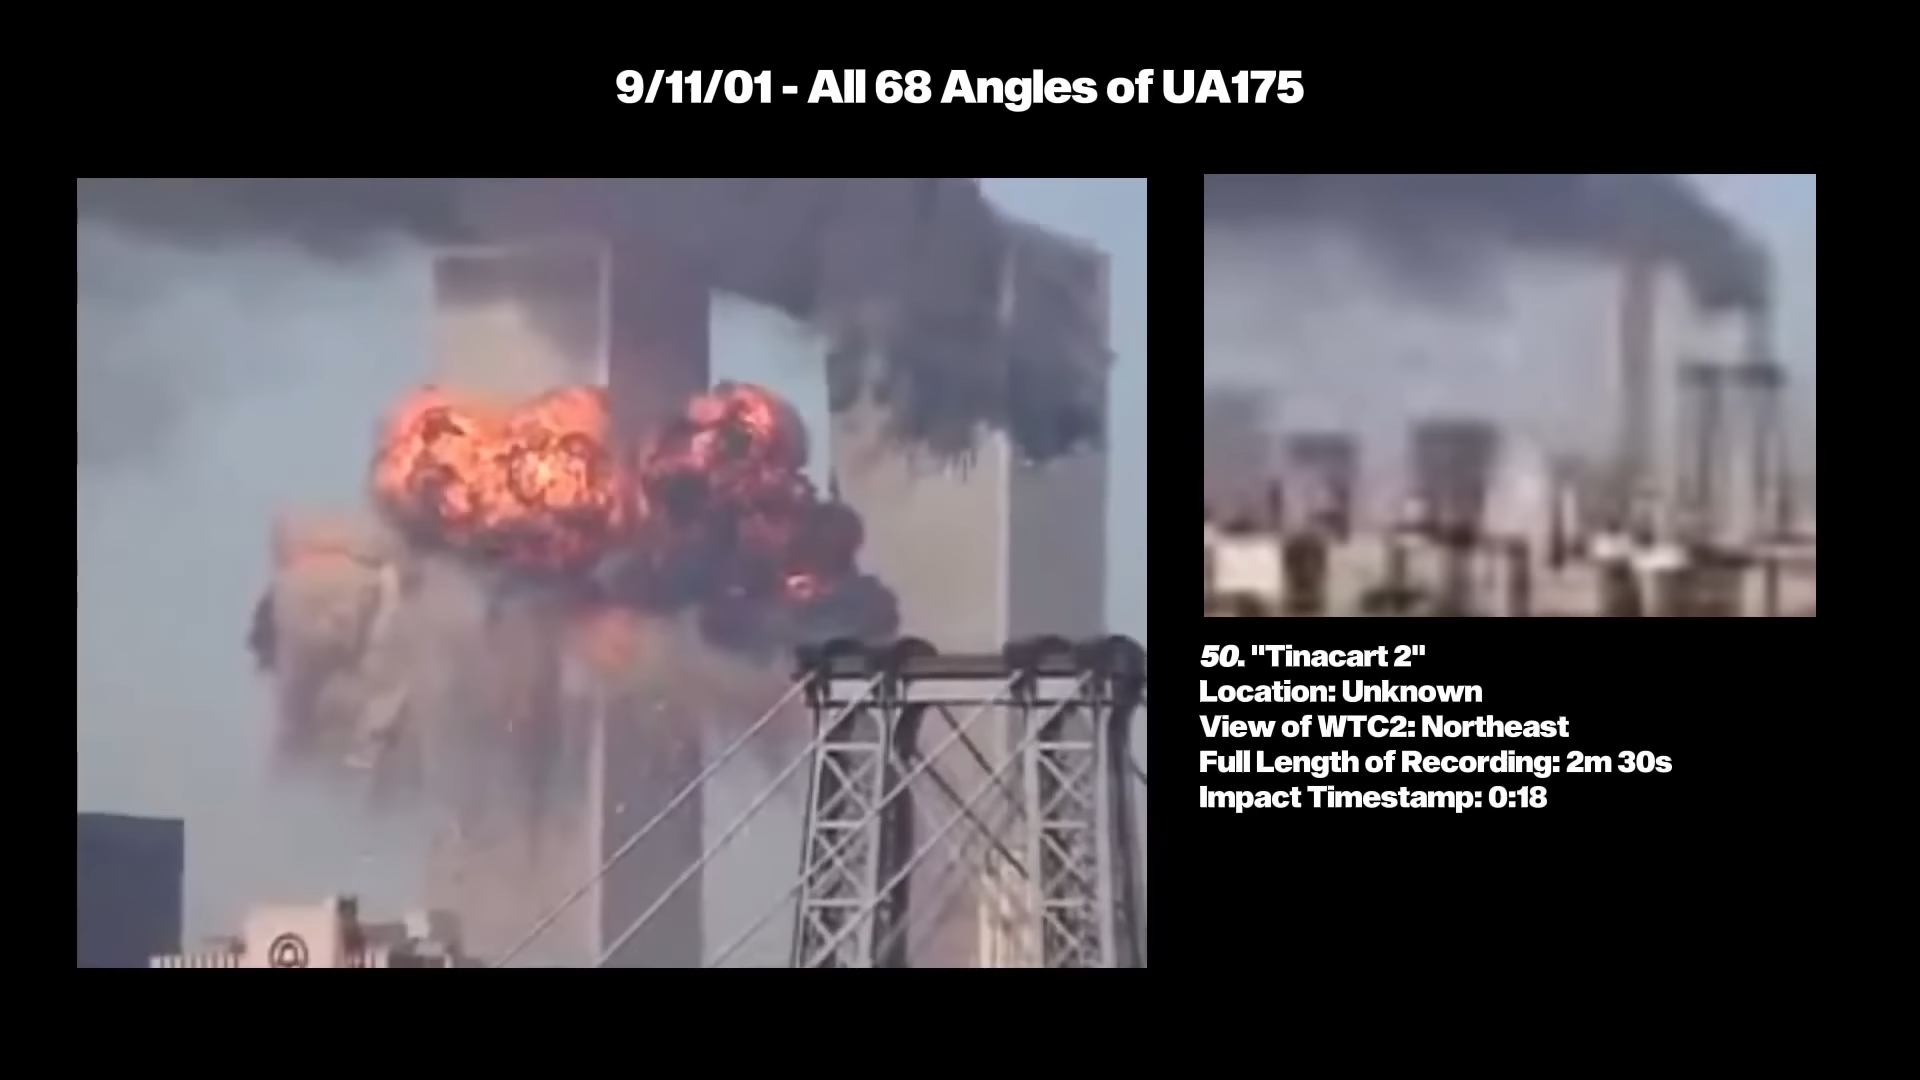 9/11/01 - All 68 Angles of UA175
50. "Tinacart 2"
Location: Unknown
View of WTC2: Northeast
Full Length of Recording: 2m 30s
Impact Timestamp: 0:18